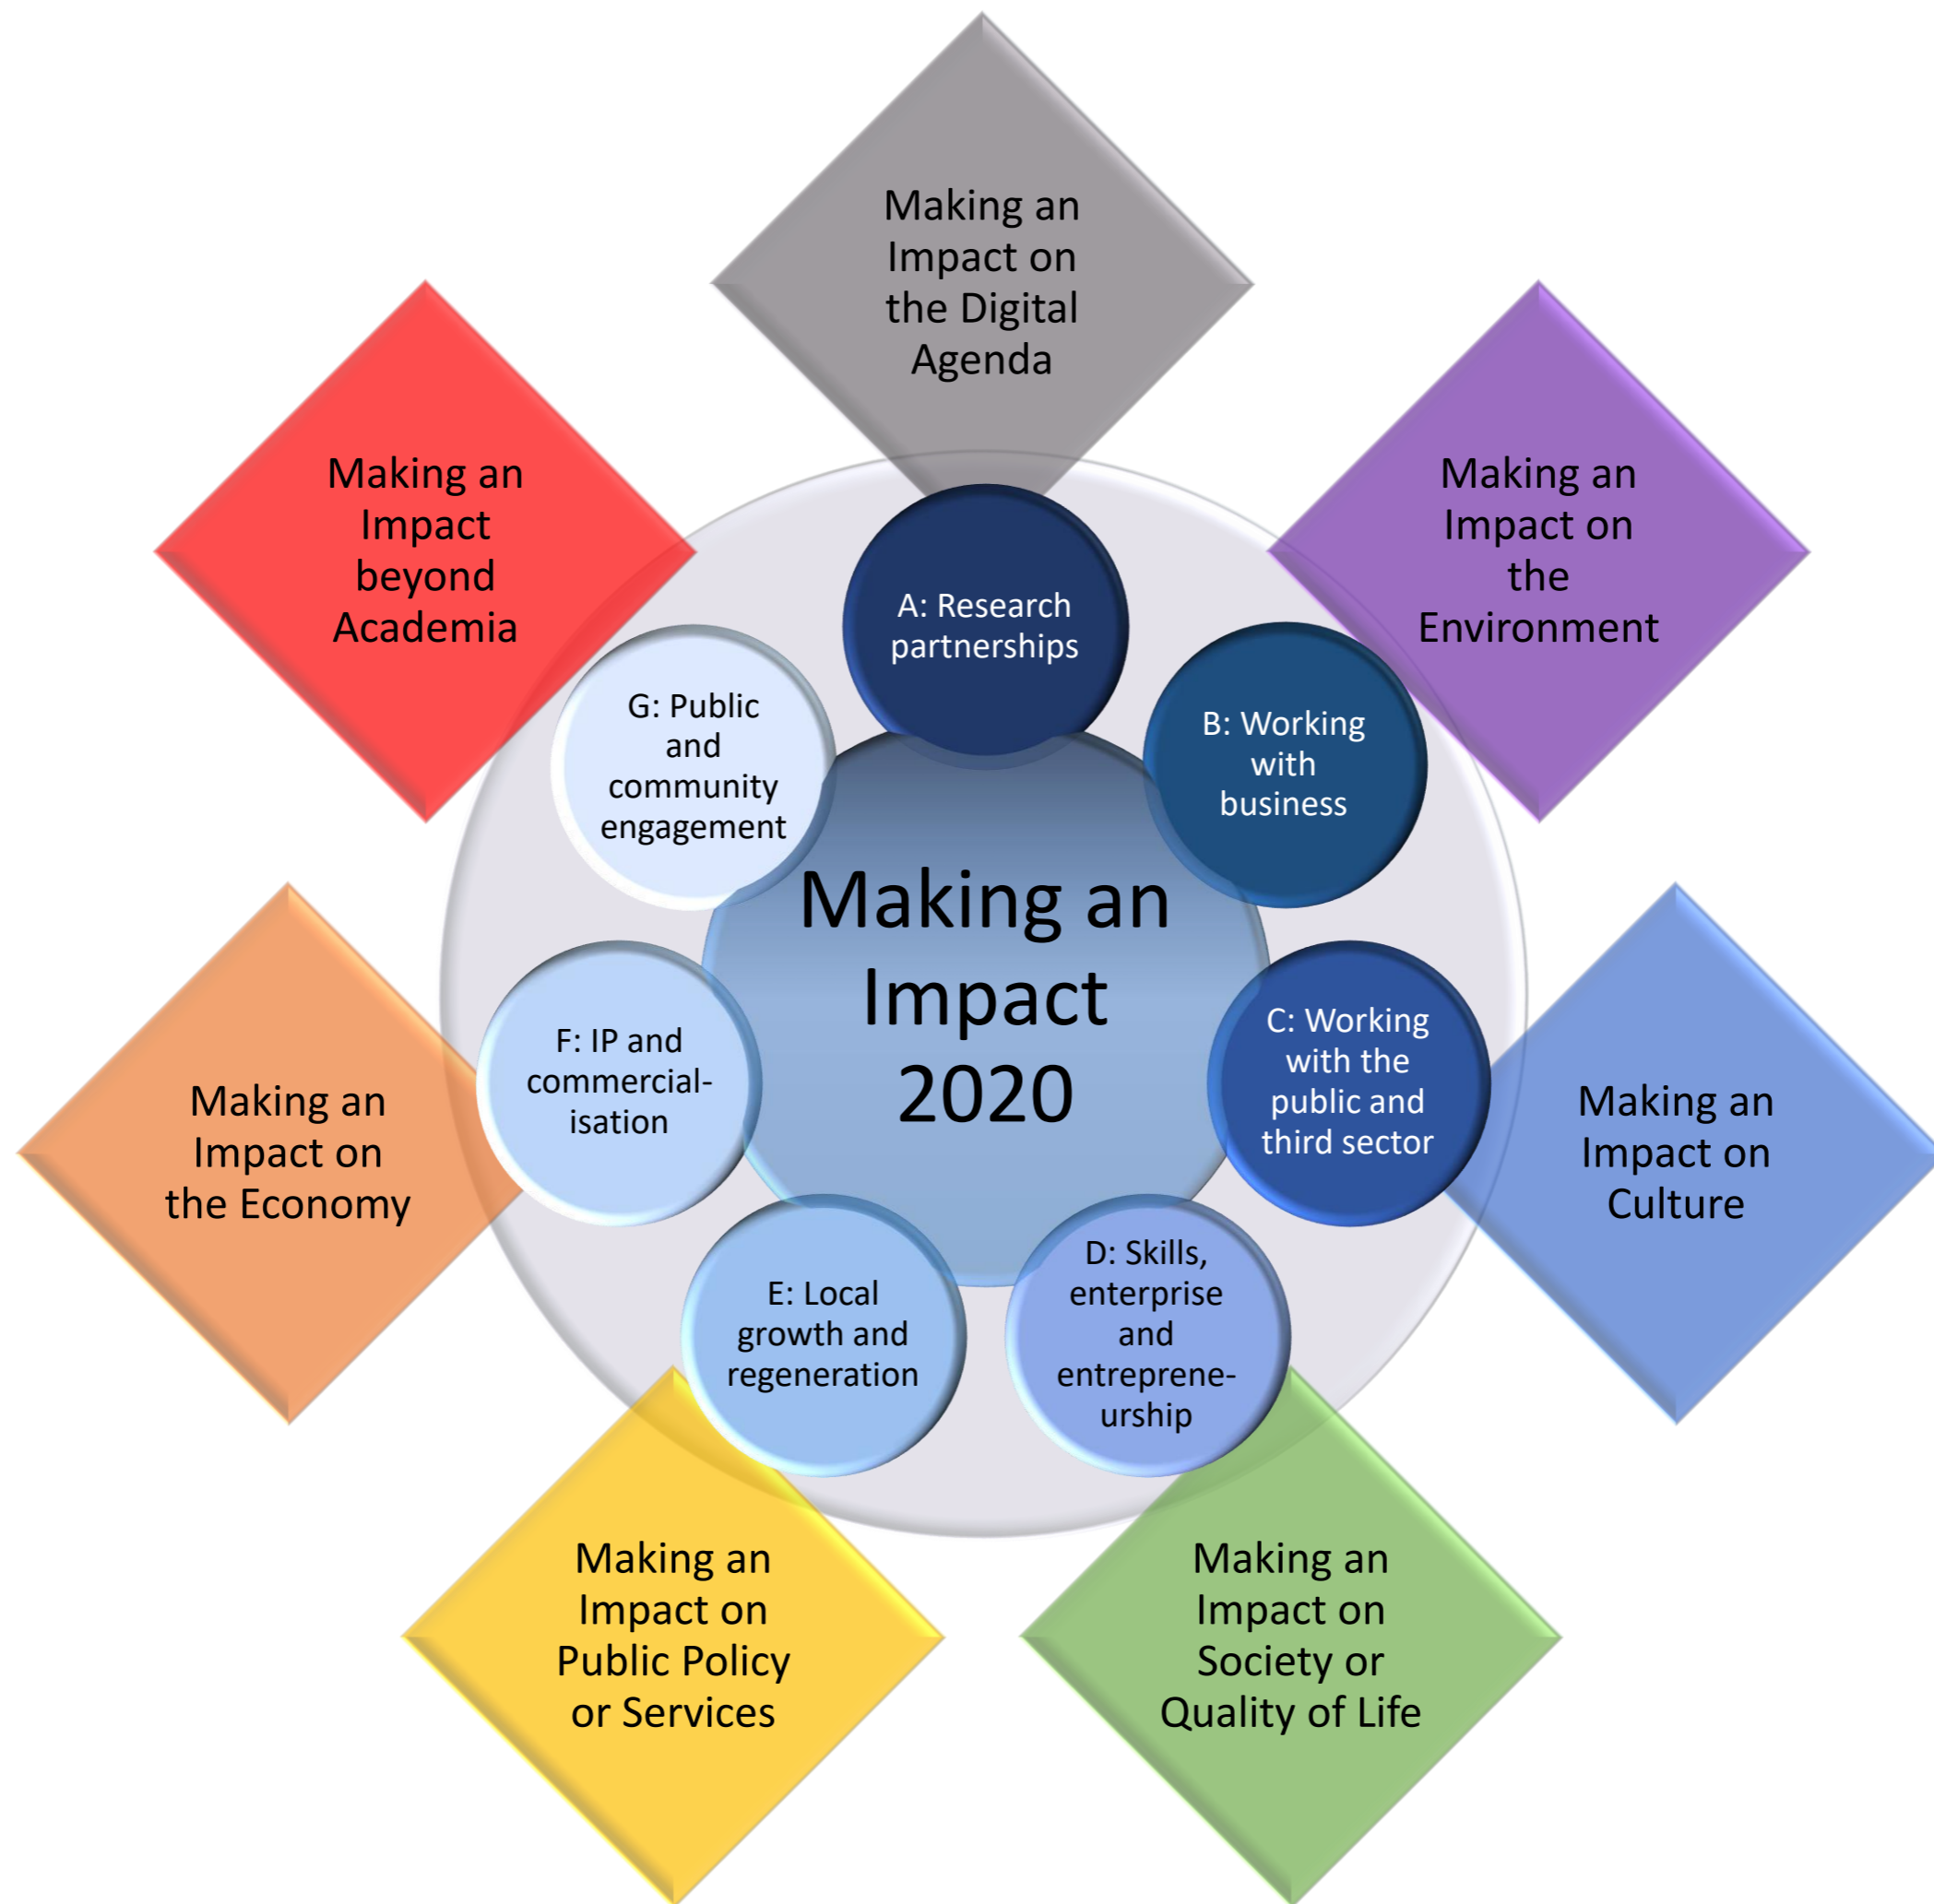 Making an
Impact on
the Digital
Agenda
Making an
Impact
beyond
Academia
Making an
Impact on
the
Environment
A: Research
partnerships
G: Public
and
community
engagement
B: Working
with
business
Making an
Impact
2020
F: IP and
commercial-
isation
C: Working
with the
public and
third sector
Making an
Impact on
the Economy
Making an
Impact on
Culture
E: Local
growth and
regeneration
D: Skills,
enterprise
and
entreprene-
urship
Making an
Impact on
Public Policy
or Services
Making an
Impact on
Society or
Quality of Life